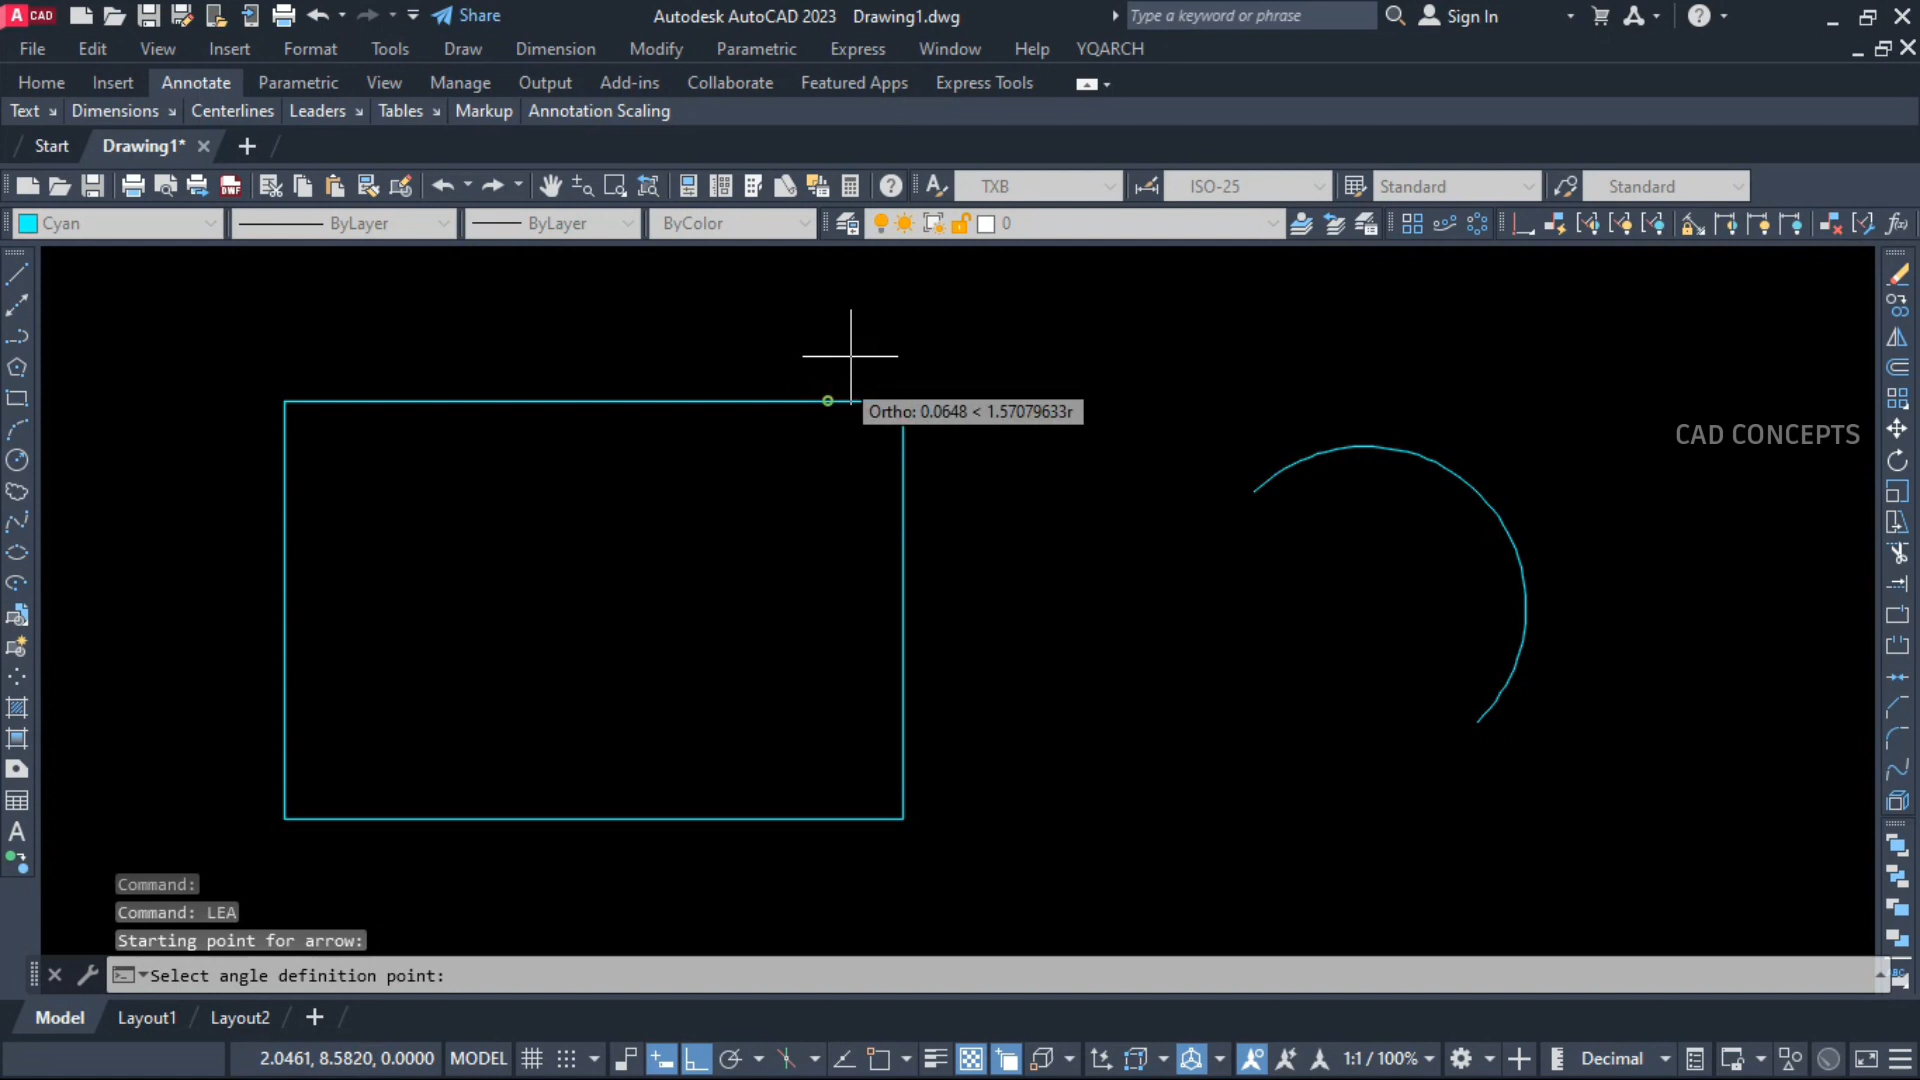 CAD Share Autodesk AutoCAD 2023 Drawing1.dwg Type a keyword or phrase Sign In
File Edit View Insert Format Tools Draw Dimension Modify Parametric Express Window Help YQARCH
Home Insert Annotate Parametric View Manage Output Add-ins Collaborate Featured Apps Express Tools
Text Dimensions Centerlines Leaders Tables Markup Annotation Scaling
Start Drawing1*
DWF TXB ISO-25 Standard Standard
Cyan ByLayer ByLayer ByColor 0
Ortho: 0.0648 < 1.57079633r
CAD CONCEPTS
Command:
Command: LEA
Starting point for arrow:
Select angle definition point:
Model Layout1 Layout2
2.0461, 8.5820, 0.0000 MODEL 1:1 / 100% Decimal